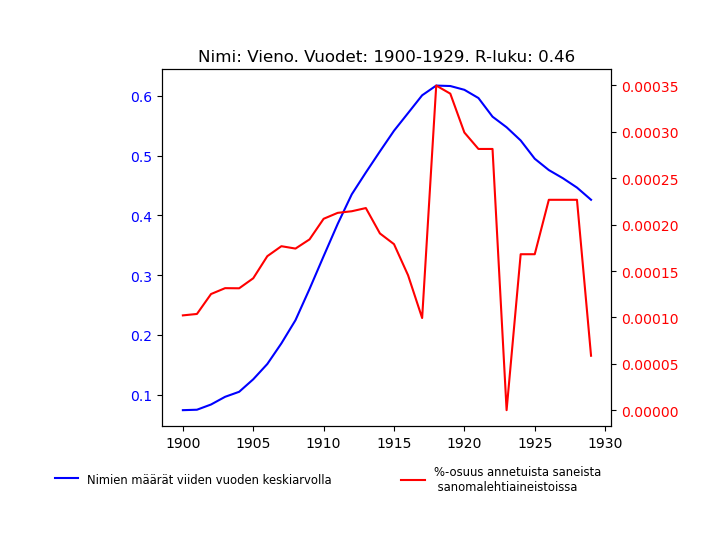 Nimi: Vieno. Vuodet: 1900-1929. R-luku: 0.46
0.6
0.5
0.4
0.3
0.2
0.1
0.00035
0.00030
0.00025
0.00020
0.00015
0.00010
0.00005
0.00000
1900 1905 1910 1915 1920 1925 1930
Nimien määrät viiden vuoden keskiarvolla
%-osuus annetuista saneista
sanomalehtiaineistoissa